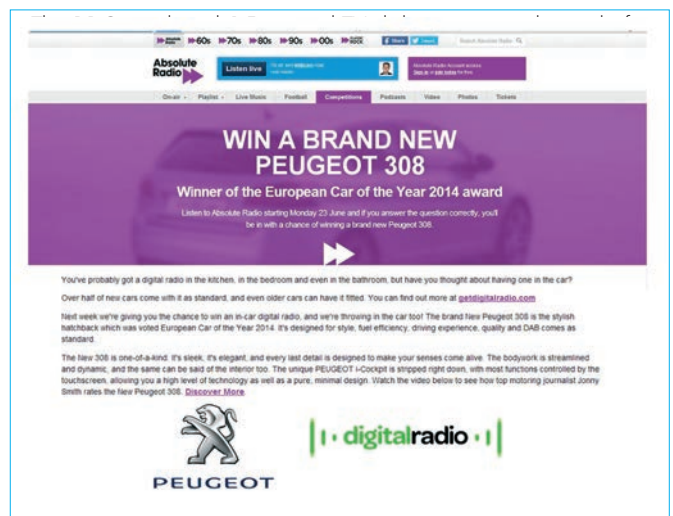 60s 70s 80s 90s 00s
Share
Search Absolute Radio
Absolute
Radio
Listen live
Absolute Radio Account access
On-air Playlist Live Music Football Competitions Podcasts Video Photos Tickets
WIN A BRAND NEW
PEUGEOT 308
Winner of the European Car of the Year 2014 award
Listen to Absolute Radio starting Monday 23 June and if you answer the question correctly, you'll
be in with a chance of winning a brand new Peugeot 308.
You've probably got a digital radio in the kitchen, in the bedroom and even in the bathroom, but have you thought about having one in the car?
Over half of new cars come with it as standard, and even older cars can have it fitted. You can find out more at getdigitalradio.com
Next week we're giving you the chance to win an in-car digital radio, and we're throwing in the car too! The brand New Peugeot 308 is the stylish
hatchback which was voted European Car of the Year 2014. It's designed for style, fuel efficiency, driving experience, quality and DAB comes as
standard.
The New 308 is one-of-a-kind. It's sleek, it's elegant, and every last detail is designed to make your senses come alive. The bodywork is streamlined
and dynamic, and the same can be said of the interior too. The unique PEUGEOT i-Cockpit is stripped right down, with most functions controlled by the
touchscreen, allowing you a high level of technology as well as a pure, minimal design. Watch the video below to see how top motoring journalist Jonny
Smith rates the New Peugeot 308. Discover More
digitalradio
PEUGEOT